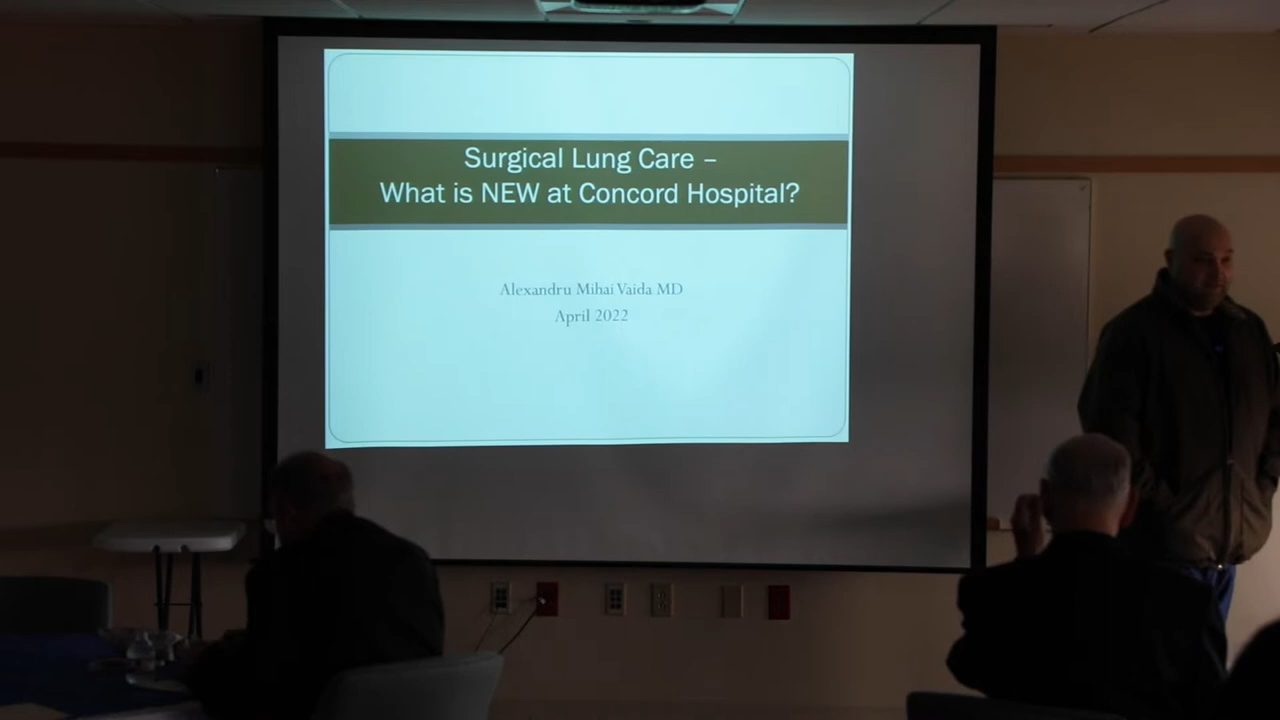 Surgical Lung Care –
What is NEW at Concord Hospital?
Alexandru Mihai Vaida MD
April 2022